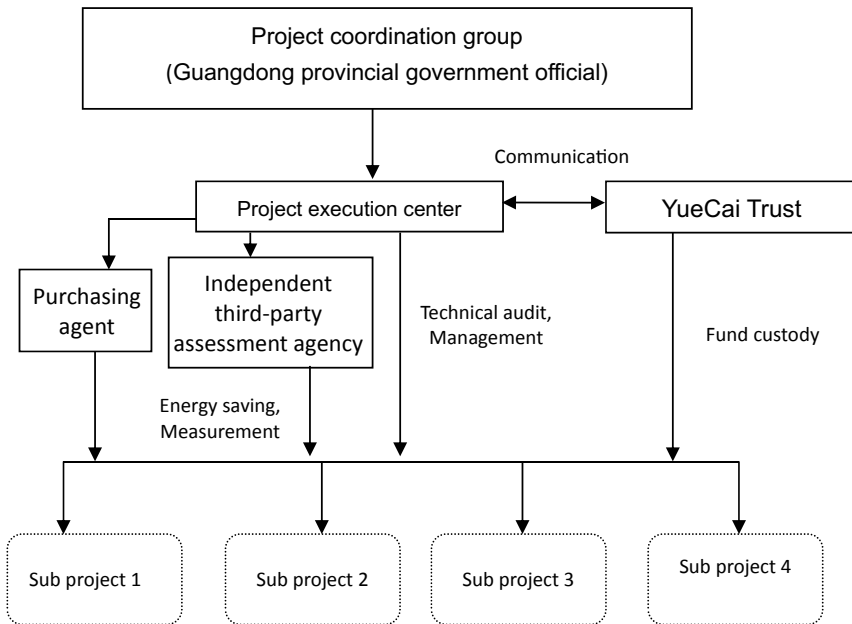 Project coordination group
(Guangdong provincial government official)
Communication
Project execution center
YueCai Trust
Purchasing
agent
Independent
third-party
assessment agency
Technical audit,
Management
Fund custody
Energy saving,
Measurement
Sub project 1
Sub project 2
Sub project 3
Sub project 4